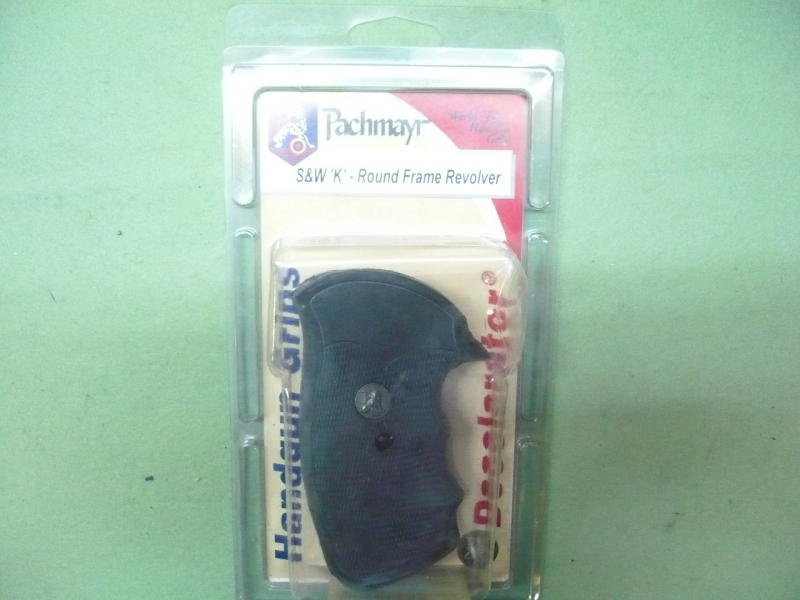 Pachmayr
S&W 'K' - Round Frame Revolver
Handgun Grips
Decelerator®